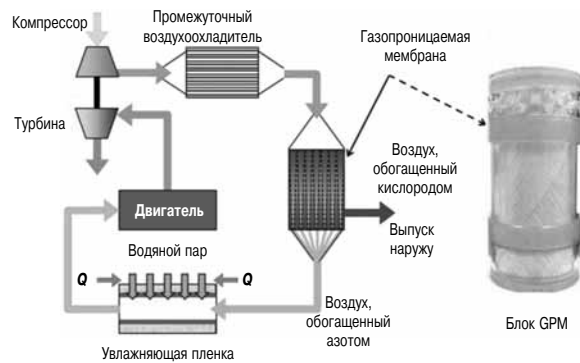 Компрессор
Промежуточный
воздухоохладитель
Газопроницаемая
мембрана
Турбина
Воздух,
обогащенный
кислородом
Двигатель
Выпуск
наружу
Водяной пар
Q
Q
Воздух,
обогащенный
азотом
Увлажняющая пленка
Блок GPM